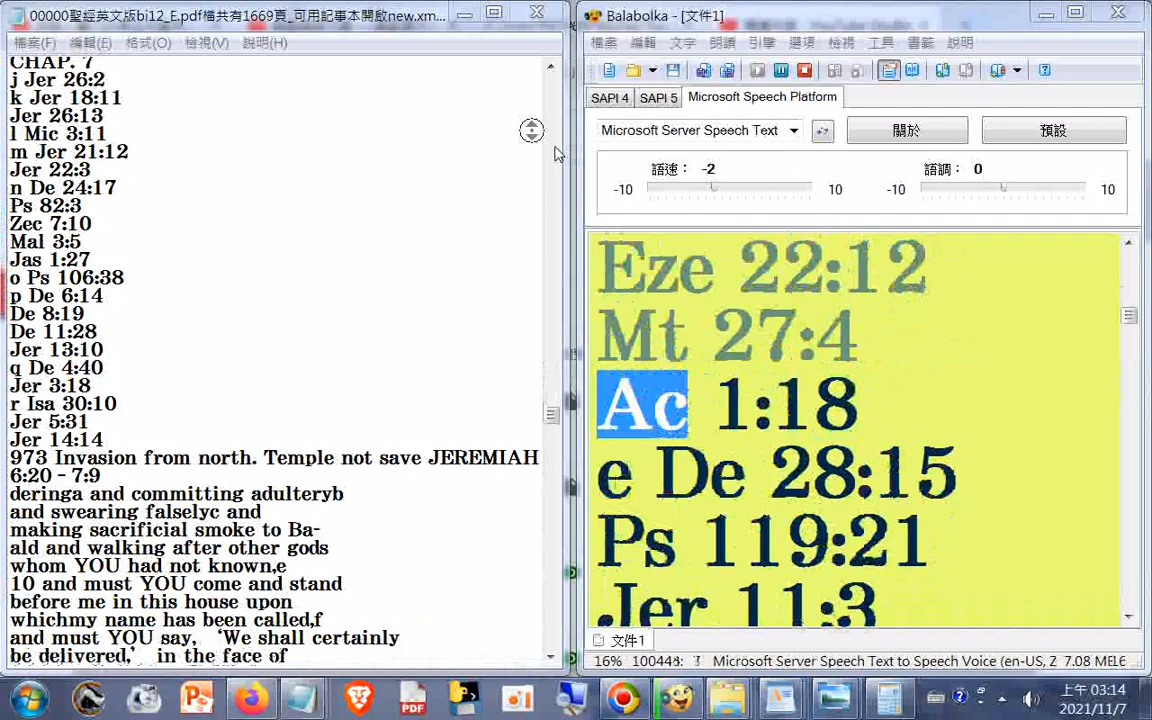 00000聖經英文版bi12_E.pdf檔共有1669頁_可用記事本開啟new.xm...
檔案(F) 編輯(E) 格式(O) 檢視(V) 說明(H)
CHAP. 7
j Jer 26:2
k Jer 18:11
Jer 26:13
l Mic 3:11
m Jer 21:12
Jer 22:3
n De 24:17
Ps 82:3
Zec 7:10
Mal 3:5
Jas 1:27
o Ps 106:38
p De 6:14
De 8:19
De 11:28
Jer 13:10
q De 4:40
Jer 3:18
r Isa 30:10
Jer 5:31
Jer 14:14
973 Invasion from north. Temple not save JEREMIAH
6:20–7:9
deringa and committing adulteryb
and swearing falselyc and
making sacrificial smoke to Ba-
ald and walking after other gods
whom YOU had not known,e
10 and must YOU come and stand
before me in this house upon
whichmy name has been called,f
and must YOU say, ‘We shall certainly
be delivered,’ in the face of
Balabolka - [文件1]
檔案 編輯 文字 朗讀 引擎 選項 檢視 工具 書籤 說明
SAPI 4 SAPI 5 Microsoft Speech Platform
Microsoft Server Speech Text 關於 預設
語速： -2 語調： 0
-10 10 -10 10
Eze 22:12
Mt 27:4
Ac 1:18
e De 28:15
Ps 119:21
Jer 11:3
文件1
16% Microsoft Server Speech Text to Speech Voice (en-US, Z 7.08 ME
PDF
上午 03:14
2021/11/7